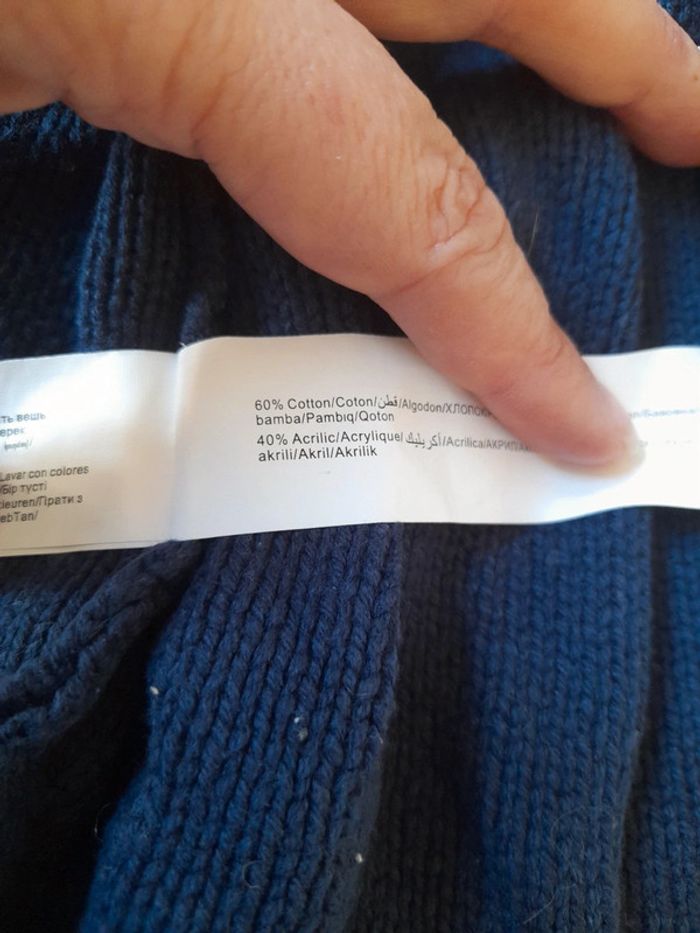 ть вешь
Lavar con colores
/Бір түсті
leuren/Прати з
ebTan/
60% Cotton/Coton/قطن/Algodon/ХЛОПОК
bamba/Pambıq/Qoton
40% Acrilic/Acrylique/أكريليك/Acrilica/АКРИЛ
akrili/Akril/Akrilik